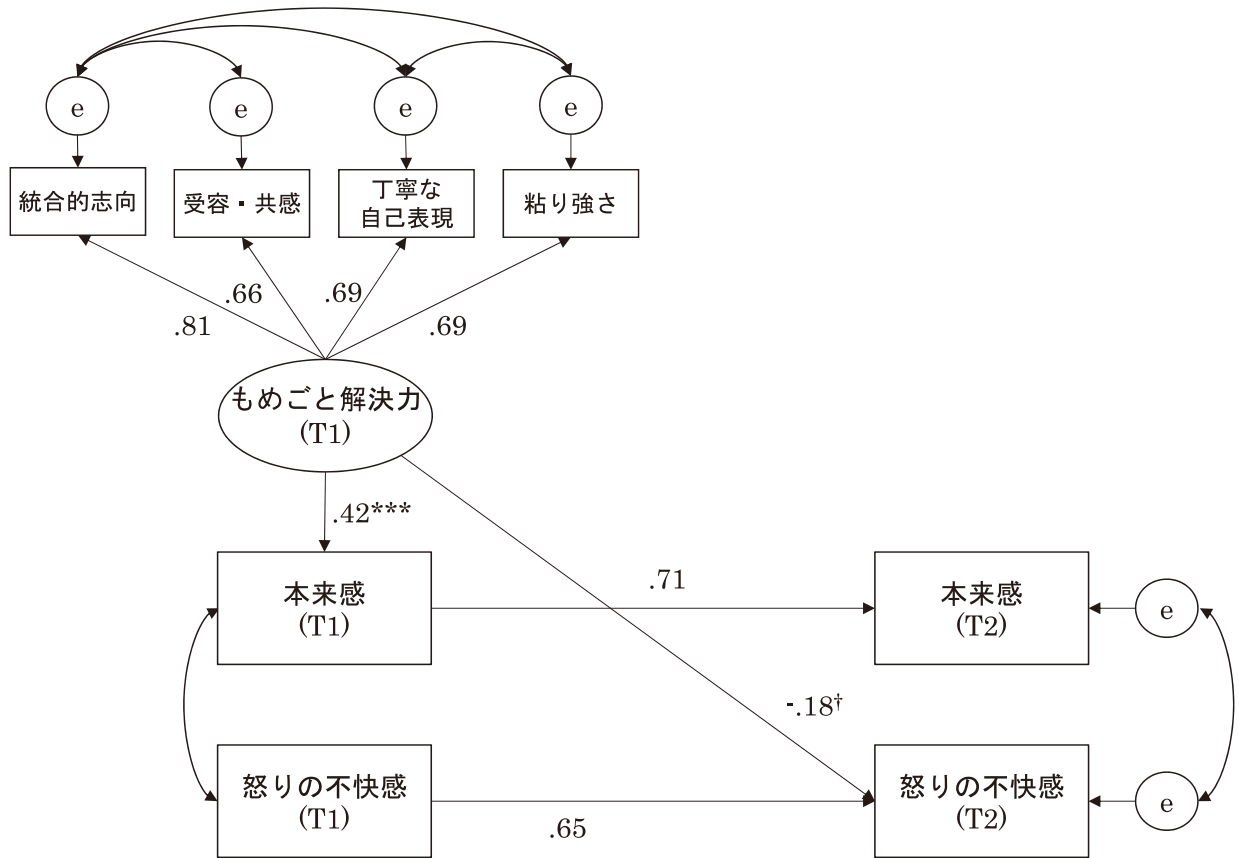 e
e
e
e
統合的志向
受容・共感
丁寧な
自己表現
粘り強さ
.81
.66
.69
.69
もめごと解決力
(T1)
.42***
本来感
(T1)
.71
本来感
(T2)
e
-.18†
怒りの不快感
(T1)
.65
怒りの不快感
(T2)
e